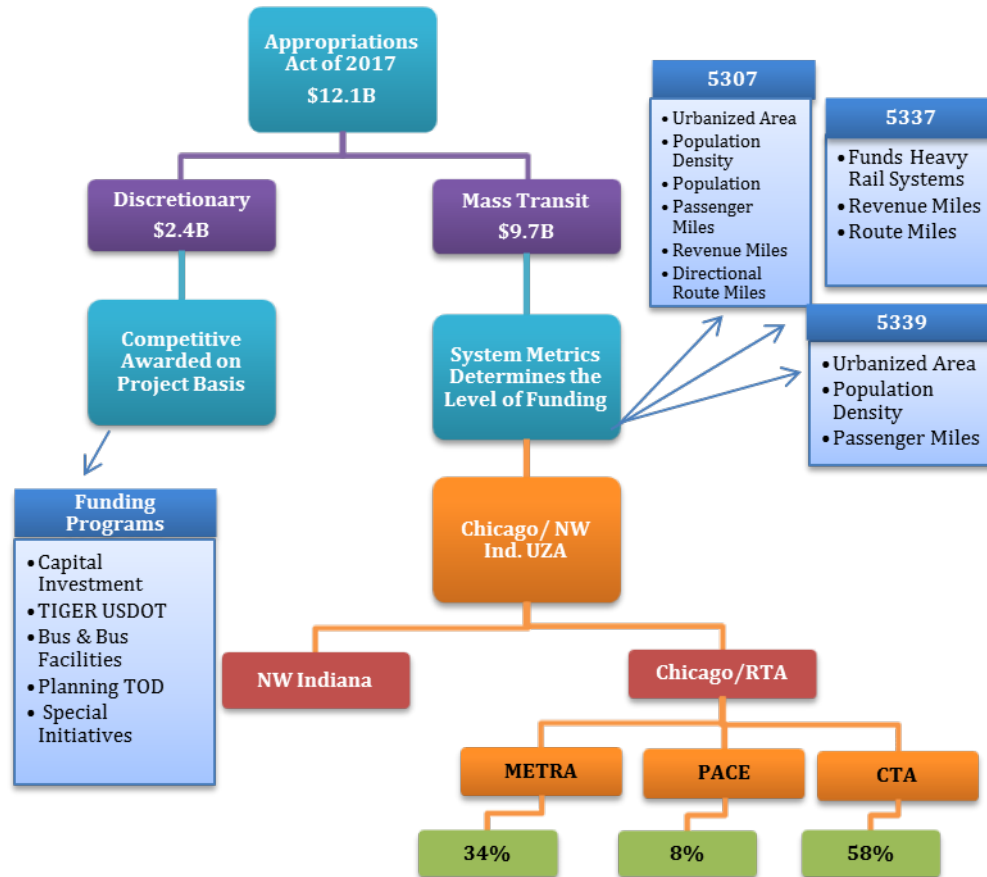 Appropriations
Act of 2017
$12.1B
Discretionary
$2.4B
Mass Transit
$9.7B
Competitive
Awarded on
Project Basis
System Metrics
Determines the
Level of Funding
5307
• Urbanized Area
• Population
Density
• Population
• Passenger
Miles
• Revenue Miles
• Directional
Route Miles
5337
• Funds Heavy
Rail Systems
• Revenue Miles
• Route Miles
5339
• Urbanized Area
• Population
Density
• Passenger Miles
Funding
Programs
• Capital
Investment
• TIGER USDOT
• Bus & Bus
Facilities
• Planning TOD
• Special
Initiatives
Chicago/ NW
Ind. UZA
NW Indiana
Chicago/RTA
METRA
PACE
CTA
34%
8%
58%